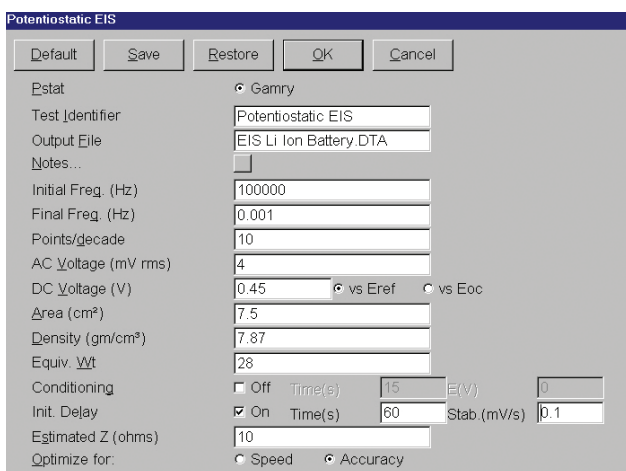 Potentiostatic EIS
Default Save Restore OK Cancel
Pstat Gamry
Test Identifier Potentiostatic EIS
Output File EIS Li Ion Battery.DTA
Notes...
Initial Freq. (Hz) 100000
Final Freq. (Hz) 0.001
Points/decade 10
AC Voltage (mV rms) 4
DC Voltage (V) 0.45 vs Eref vs Eoc
Area (cm²) 7.5
Density (gm/cm³) 7.87
Equiv. Wt 28
Conditioning Off Time(s) 15 E(V) 0
Init. Delay On Time(s) 60 Stab.(mV/s) 0.1
Estimated Z (ohms) 10
Optimize for: Speed Accuracy